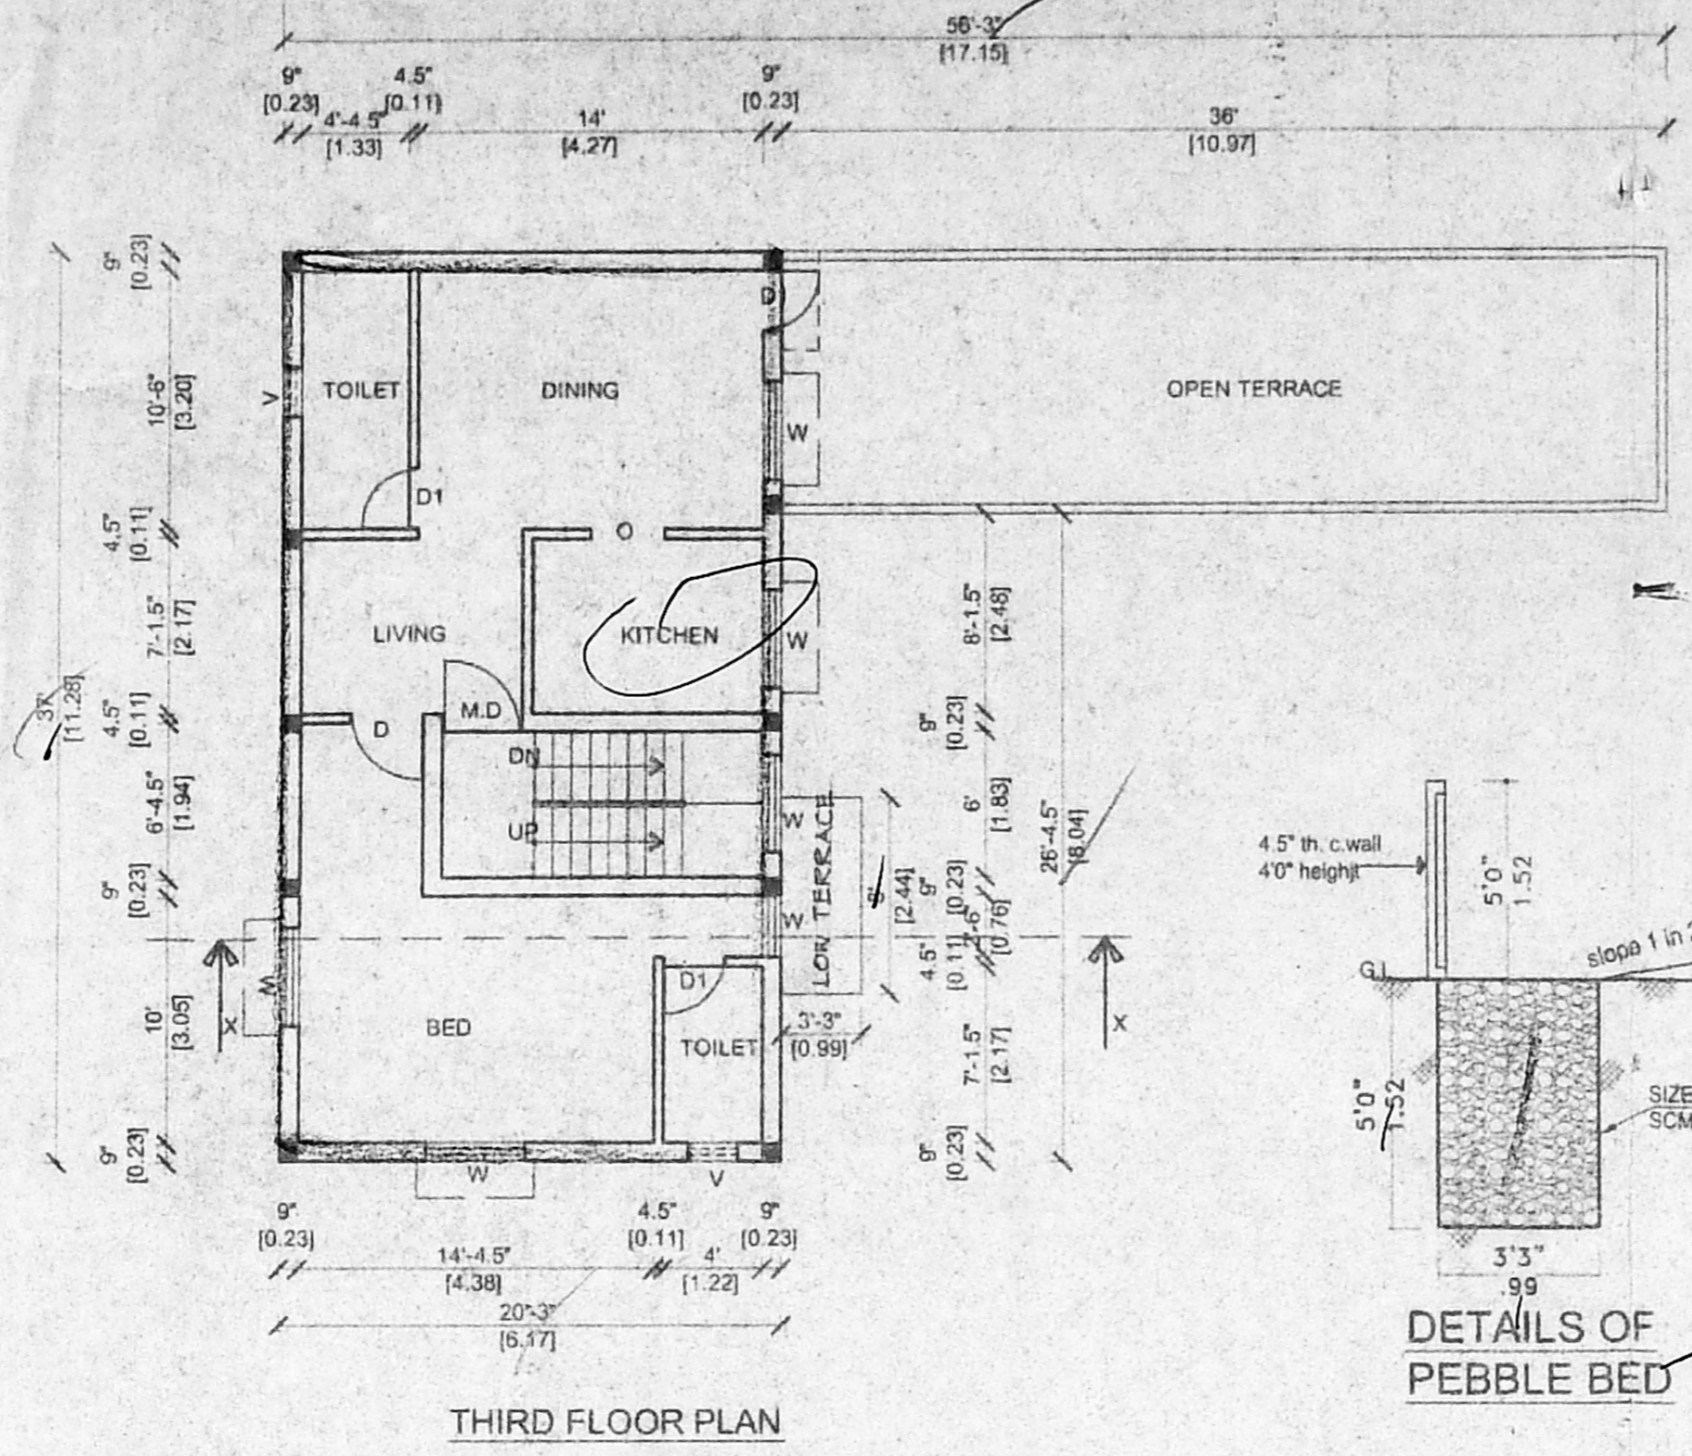 56'-3"
[17.15]
9"
[0.23]
4.5"
[0.11]
9"
[0.23]
4'-4.5"
[1.33]
14'
[4.27]
36'
[10.97]
9"
[0.23]
10'-6"
[3.20]
4.5"
[0.11]
7'-1.5"
[2.17]
37'
[11.28]
4.5"
[0.11]
6'-4.5"
[1.94]
9"
[0.23]
10'
[3.05]
9"
[0.23]
D
V
TOILET
DINING
W
OPEN TERRACE
D1
O
LIVING
KITCHEN
W
M.D
D
DN
UP
W
W
LOW TERRACE
W
D1
BED
TOILET
X
X
W
V
8'-1.5"
[2.48]
9"
[0.23]
6'
[1.83]
26'-4.5"
[8.04]
8'
[2.44]
9"
[0.23]
2'-6"
[0.76]
4.5"
[0.11]
3'-3"
[0.99]
7'-1.5"
[2.17]
9"
[0.23]
9"
[0.23]
4.5"
[0.11]
9"
[0.23]
14'-4.5"
[4.38]
4'
[1.22]
20'-3"
[6.17]
THIRD FLOOR PLAN
4.5" th. c.wall
4'0" heighjt
5'0"
1.52
G.L
slope 1 in 2
5'0"
1.52
SIZE
SCM
3'3"
.99
DETAILS OF
PEBBLE BED